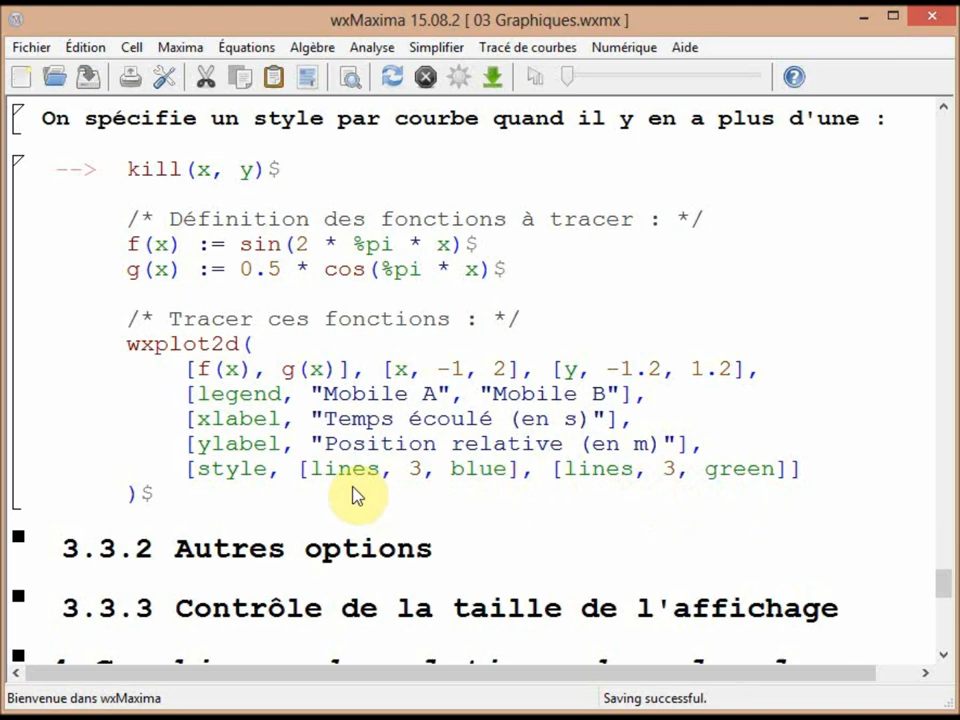 wxMaxima 15.08.2 [ 03 Graphiques.wxmx ]
Fichier Édition Cell Maxima Équations Algèbre Analyse Simplifier Tracé de courbes Numérique Aide
On spécifie un style par courbe quand il y en a plus d'une :
--> kill(x, y)$
/* Définition des fonctions à tracer : */
f(x) := sin(2 * %pi * x)$
g(x) := 0.5 * cos(%pi * x)$
/* Tracer ces fonctions : */
wxplot2d(
[f(x), g(x)], [x, -1, 2], [y, -1.2, 1.2],
[legend, "Mobile A", "Mobile B"],
[xlabel, "Temps écoulé (en s)"],
[ylabel, "Position relative (en m)"],
[style, [lines, 3, blue], [lines, 3, green]]
)$
3.3.2 Autres options
3.3.3 Contrôle de la taille de l'affichage
Bienvenue dans wxMaxima Saving successful.